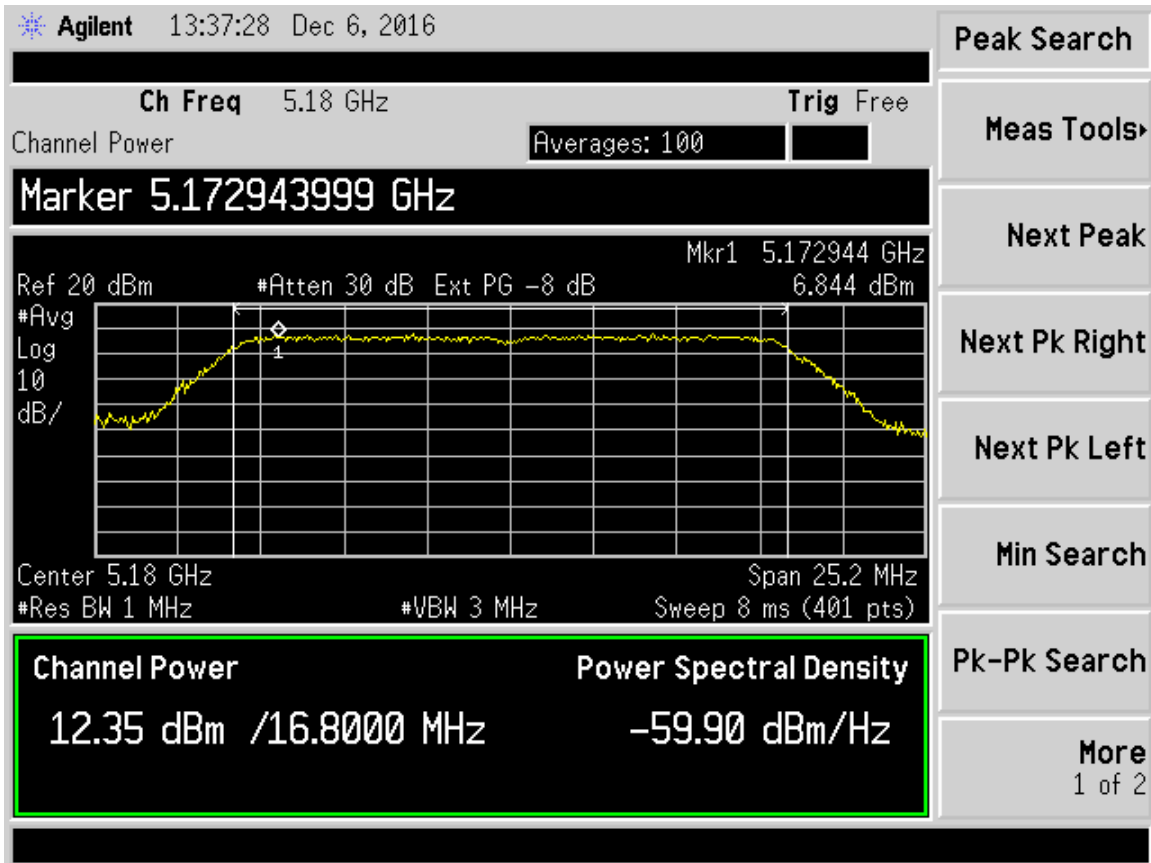 Agilent 13:37:28 Dec 6, 2016
Peak Search
Ch Freq 5.18 GHz Trig Free
Meas Tools
Channel Power Averages: 100
Marker 5.172943999 GHz
Next Peak
Mkr1 5.172944 GHz
Ref 20 dBm #Atten 30 dB Ext PG -8 dB 6.844 dBm
#Avg
Log
10
dB/
1
Next Pk Right
Next Pk Left
Min Search
Center 5.18 GHz Span 25.2 MHz
#Res BW 1 MHz #VBW 3 MHz Sweep 8 ms (401 pts)
Channel Power Power Spectral Density
Pk-Pk Search
12.35 dBm /16.8000 MHz -59.90 dBm/Hz
More
1 of 2